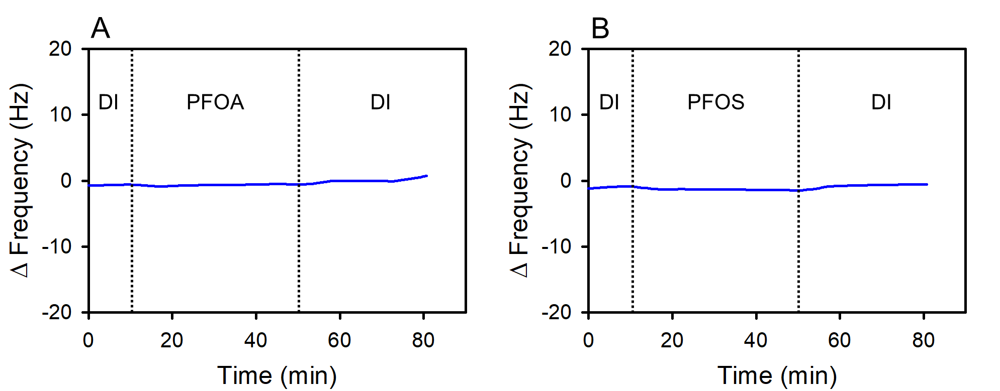 A
20
10
0
-10
-20
Δ Frequency (Hz)
DI
PFOA
DI
0 20 40 60 80
Time (min)
B
20
10
0
-10
-20
Δ Frequency (Hz)
DI
PFOS
DI
0 20 40 60 80
Time (min)